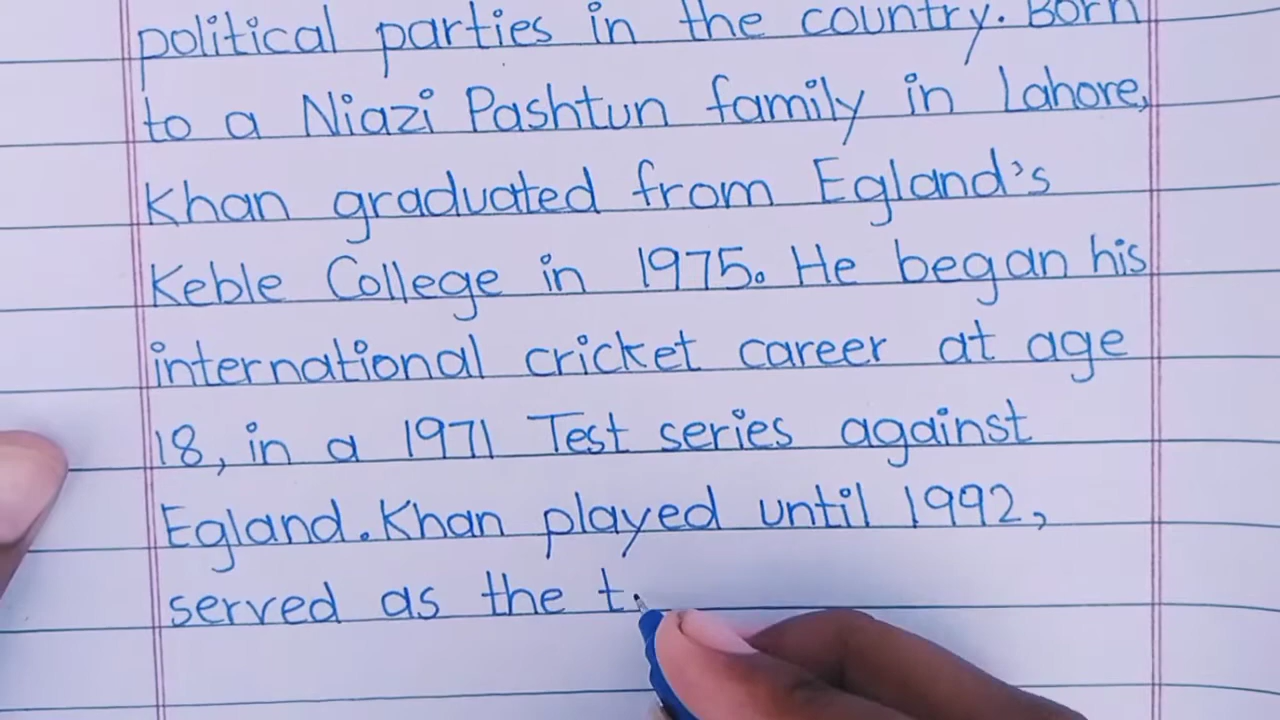 political parties in the country. Born
to a Niazi Pashtun family in Lahore,
Khan graduated from Egland's
Keble College in 1975. He began his
international cricket career at age
18, in a 1971 Test series against
Egland. Khan played until 1992,
served as the t